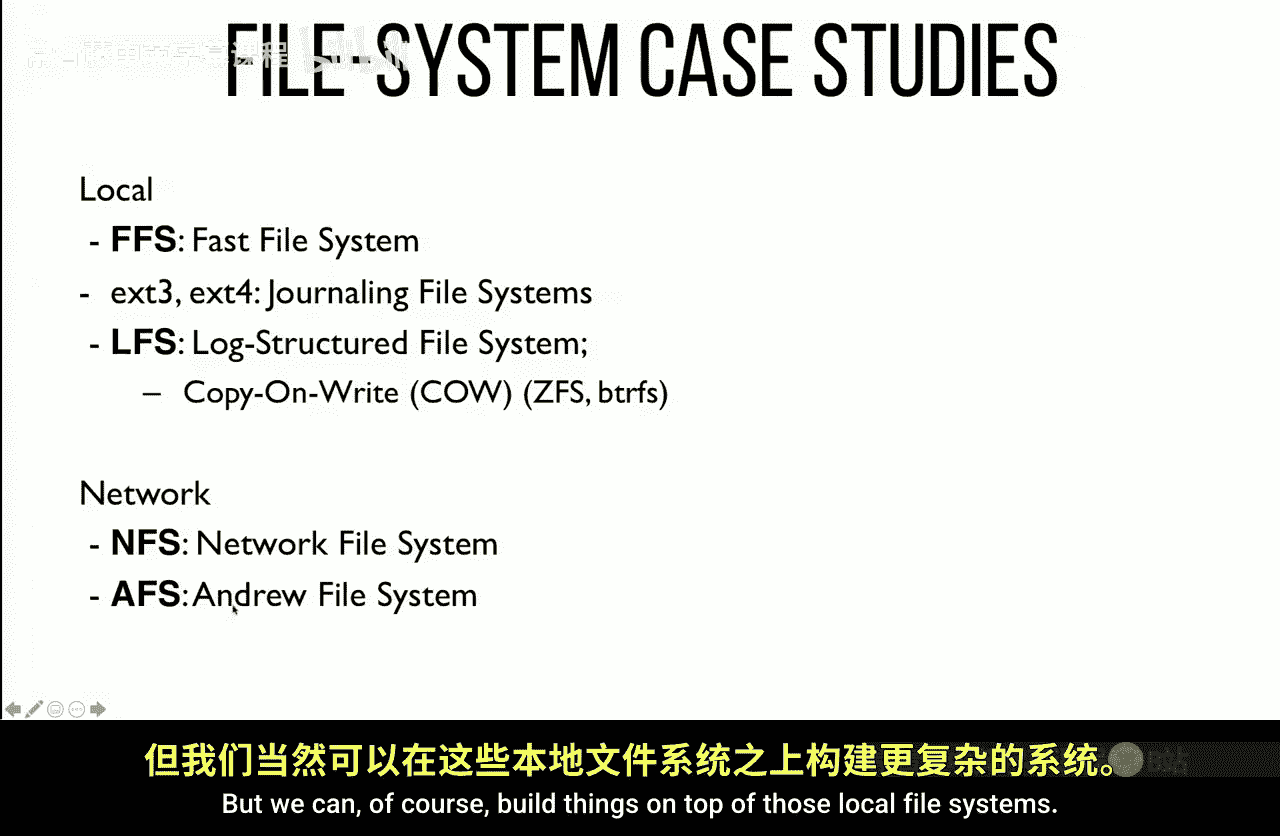 FILE-SYSTEM CASE STUDIES
Local
- FFS: Fast File System
- ext3, ext4: Journaling File Systems
- LFS: Log-Structured File System;
– Copy-On-Write (COW) (ZFS, btrfs)
Network
- NFS: Network File System
- AFS: Andrew File System
但我们当然可以在这些本地文件系统之上构建更复杂的系统。
But we can, of course, build things on top of those local file systems.